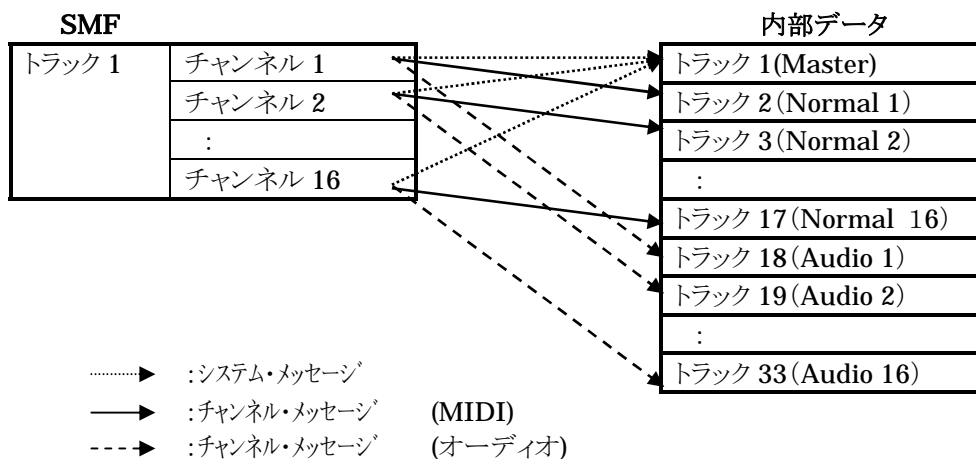 SMF
トラック 1
チャンネル 1
チャンネル 2
:
チャンネル 16
内部データ
トラック 1(Master)
トラック 2(Normal 1)
トラック 3(Normal 2)
:
トラック 17(Normal 16)
トラック 18(Audio 1)
トラック 19(Audio 2)
:
トラック 33(Audio 16)
:システム・メッセージ
:チャンネル・メッセージ (MIDI)
:チャンネル・メッセージ (オーディオ)